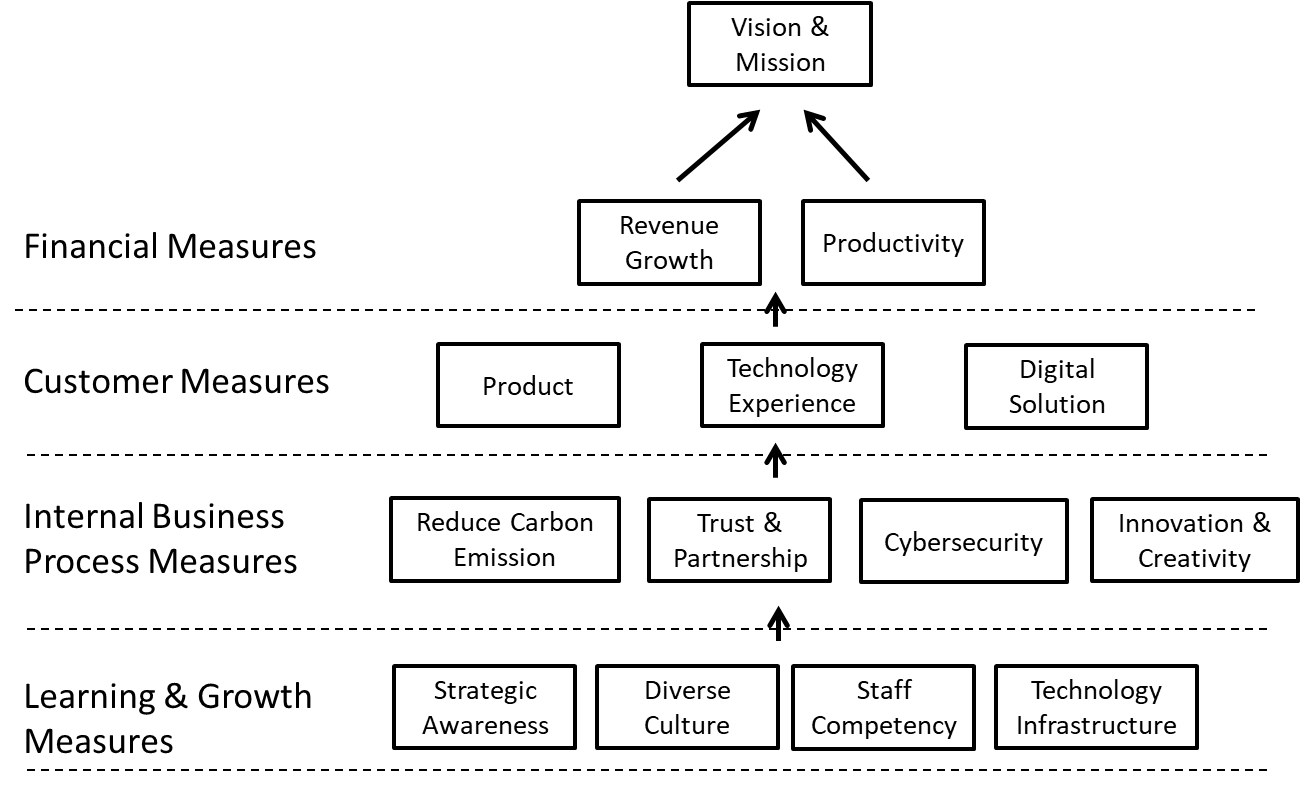 Vision &
Mission
Financial Measures
Revenue
Growth
Productivity
Customer Measures
Product
Technology
Experience
Digital
Solution
Internal Business
Process Measures
Reduce Carbon
Emission
Trust &
Partnership
Cybersecurity
Innovation &
Creativity
Learning & Growth
Measures
Strategic
Awareness
Diverse
Culture
Staff
Competency
Technology
Infrastructure